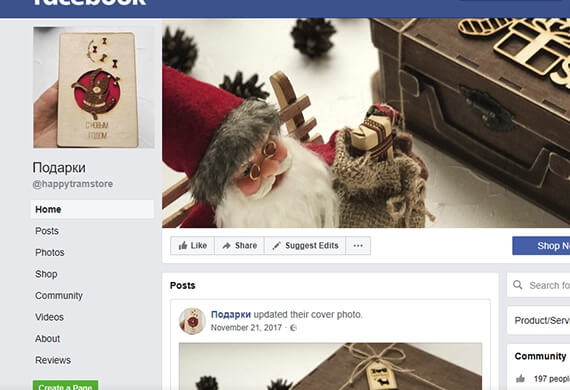 facebook
С НОВЫМ
ГОДОМ
Подарки
@happytramstore
Home
Posts
Photos
Shop
Community
Videos
About
Reviews
Create a Page
Like
Share
Suggest Edits
Shop N
Posts
Подарки updated their cover photo.
November 21, 2017 ·
Search fo
Product/Serv
Community
197 people